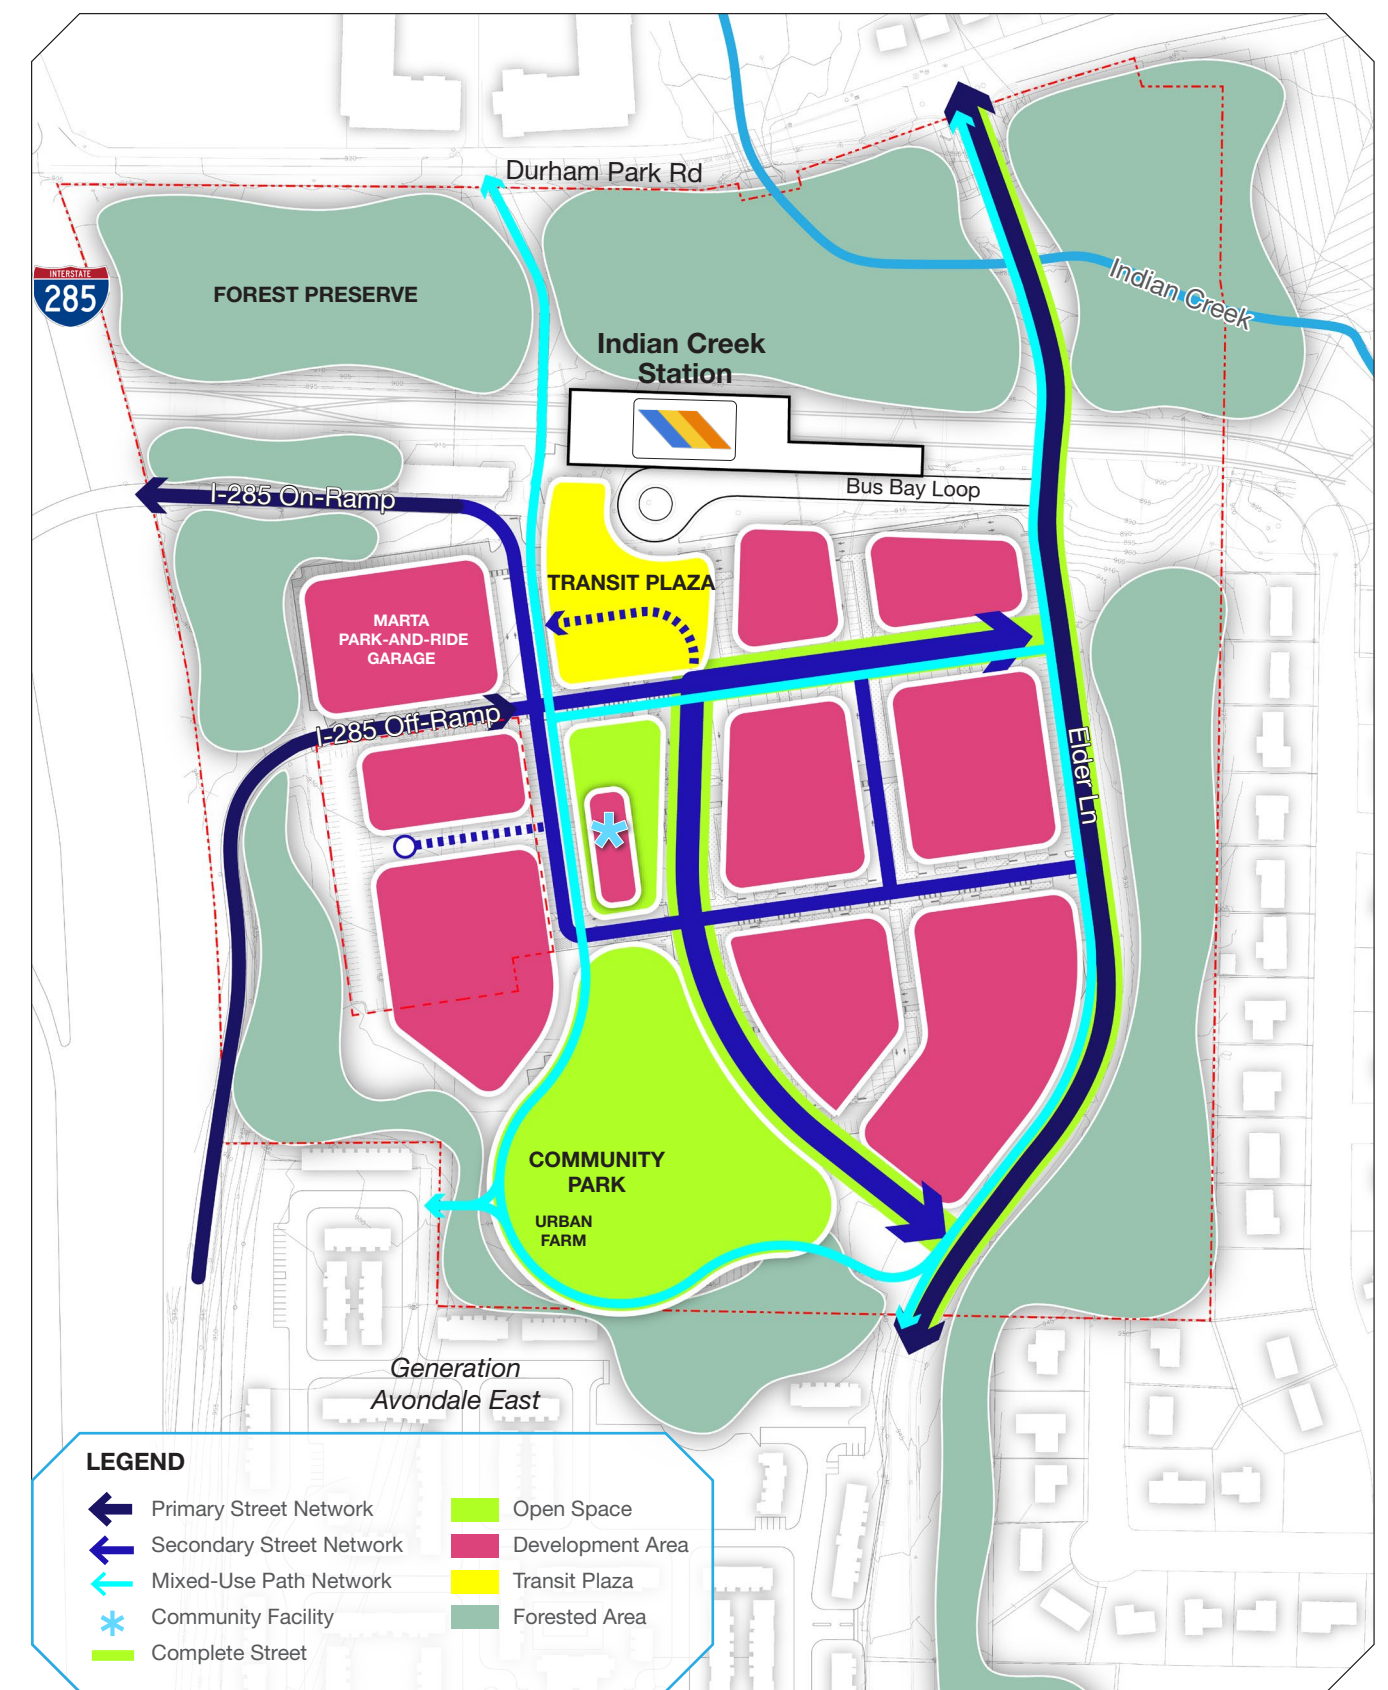 Durham Park Rd
INTERSTATE
285
FOREST PRESERVE
Indian Creek
Indian Creek
Station
I-285 On-Ramp
Bus Bay Loop
TRANSIT PLAZA
MARTA
PARK-AND-RIDE
GARAGE
I-285 Off-Ramp
Elder Ln
COMMUNITY
PARK
URBAN
FARM
Generation
Avondale East
LEGEND
Primary Street Network
Secondary Street Network
Mixed-Use Path Network
Community Facility
Complete Street
Open Space
Development Area
Transit Plaza
Forested Area